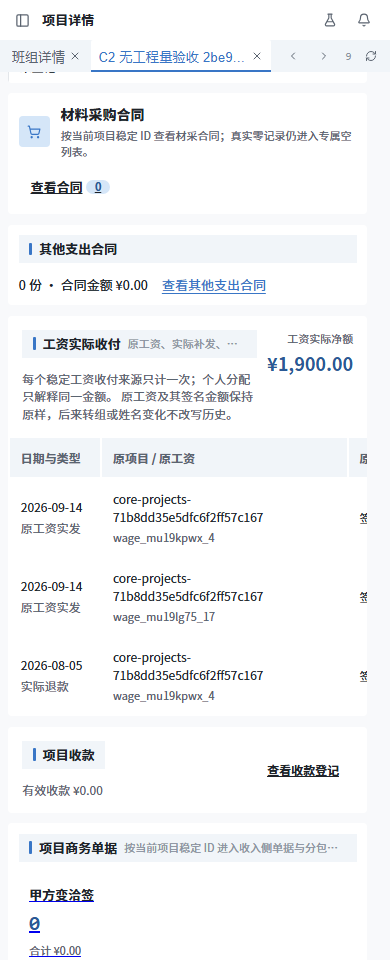 项目详情
班组详情
C2 无工程量验收 2be9...
9
材料采购合同
按当前项目稳定 ID 查看材采合同；真实零记录仍进入专属空
列表。
查看合同 0
其他支出合同
0 份 · 合同金额 ¥0.00 查看其他支出合同
工资实际收付 原工资、实际补发、…
工资实际净额
¥1,900.00
每个稳定工资收付来源只计一次；个人分配
只解释同一金额。 原工资及其签名金额保持
原样，后来转组或姓名变化不改写历史。
日期与类型 原项目 / 原工资
2026-09-14
原工资实发
core-projects-
71b8dd35e5dfc6f2ff57c167
wage_mu19kpwx_4
2026-09-14
原工资实发
core-projects-
71b8dd35e5dfc6f2ff57c167
wage_mu19lg75_17
2026-08-05
实际退款
core-projects-
71b8dd35e5dfc6f2ff57c167
wage_mu19kpwx_4
项目收款
有效收款 ¥0.00
查看收款登记
项目商务单据 按当前项目稳定 ID 进入收入侧单据与分包…
甲方变洽签
0
合计 ¥0.00